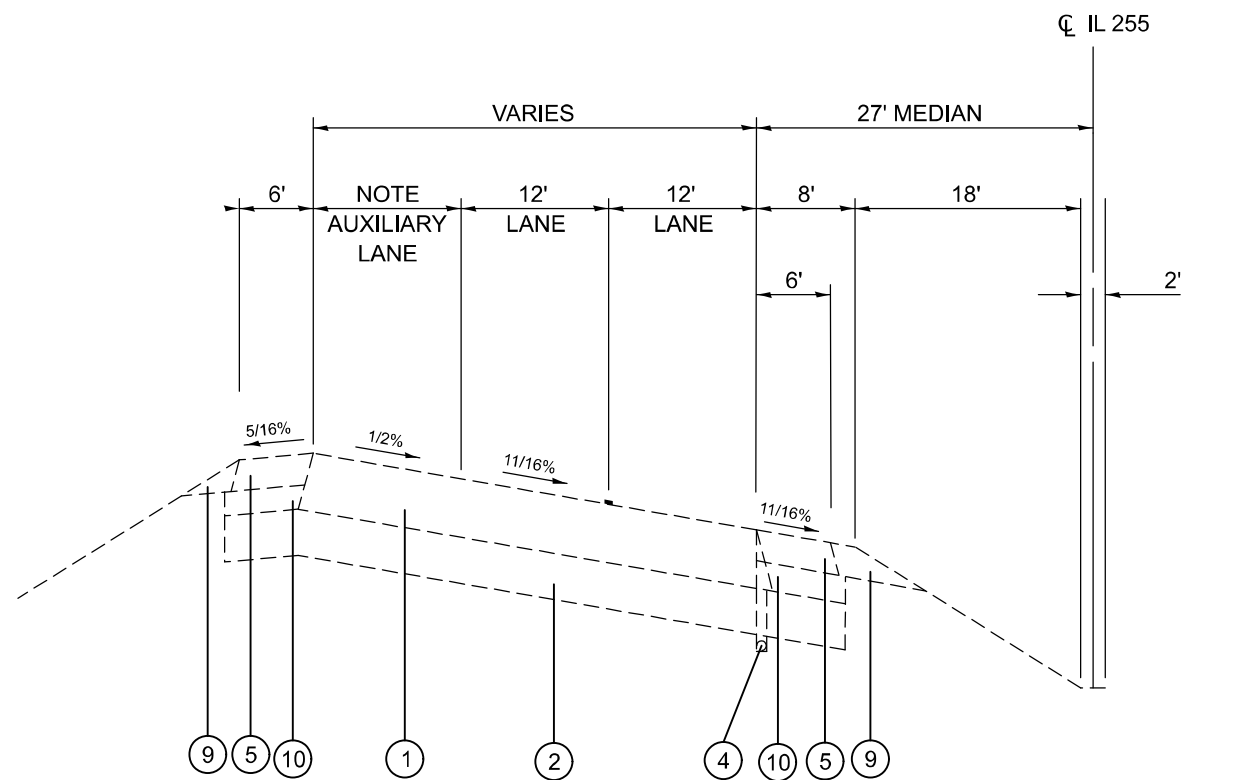 ℄ IL 255
VARIES
27' MEDIAN
6'
NOTE
AUXILIARY
LANE
12'
LANE
12'
LANE
8'
18'
6'
2'
5/16%
1/2%
11/16%
11/16%
9
5
10
1
2
4
10
5
9